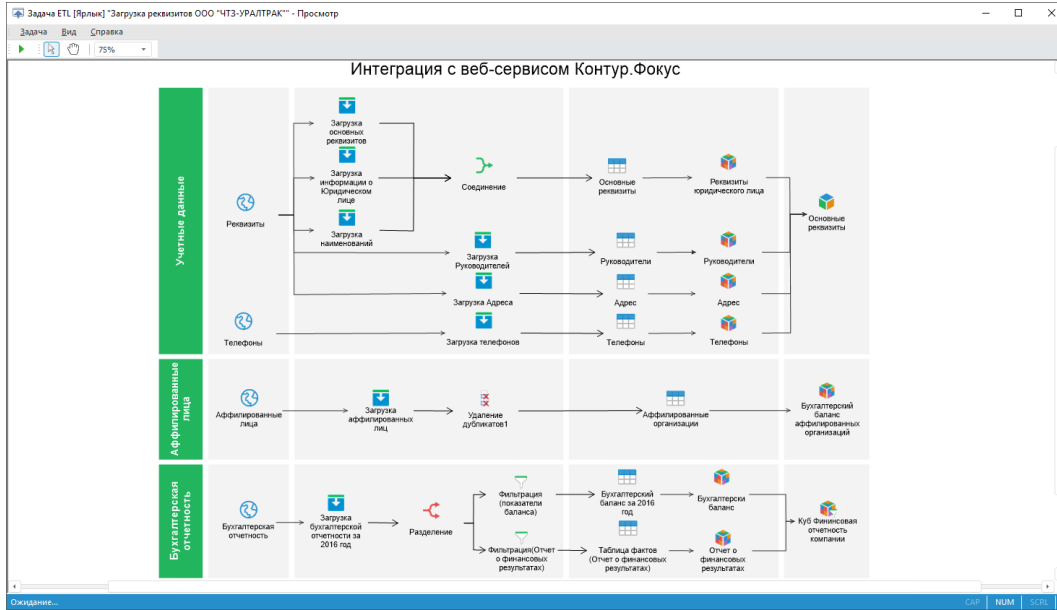 Задача ETL [Ярлык] "Загрузка реквизитов ООО "ЧТЗ-УРАЛТРАК"" - Просмотр
Задача Вид Справка
75%
Интеграция с веб-сервисом Контур.Фокус
Учетные данные
Реквизиты
Телефоны
Загрузка
основных
реквизитов
Загрузка
информации о
Юридическом
лице
Загрузка
наименований
Соединение
Загрузка
Руководителей
Загрузка Адреса
Загрузка телефонов
Основные
реквизиты
Руководители
Адрес
Телефоны
Реквизиты
юридического лица
Руководители
Адрес
Телефоны
Основные
реквизиты
Аффилированные
лица
Аффилированные
лица
Загрузка
аффилированных
лиц
Удаление
дубликатов1
Аффилированные
организации
Бухгалтерский
баланс
аффилированных
организаций
Бухгалтерская
отчетность
Бухгалтерская
отчетность
Загрузка
бухгалтерской
отчетности за
2016 год
Разделение
Фильтрация
(показатели
баланса)
Фильтрация(Отчет
о финансовых
результатах)
Бухгалтерский
баланс за 2016
год
Таблица фактов
(Отчет о финансовых
результатах)
Бухгалтерски
баланс
Отчет о
финансовых
результатах
Куб Фининсовая
отчетность
компании
Ожидание...
CAP NUM SCRL